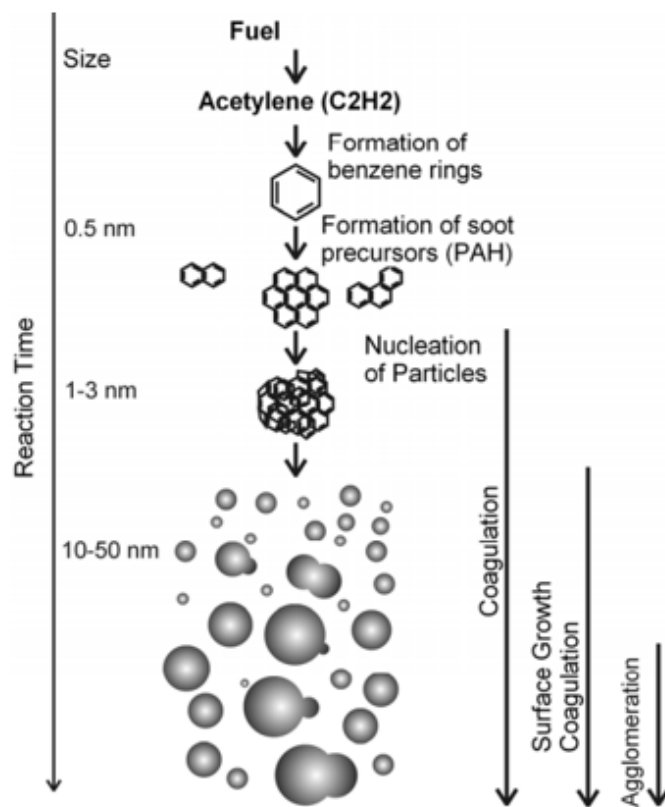 Fuel
Size
Acetylene (C2H2)
Formation of
benzene rings
0.5 nm
Formation of soot
precursors (PAH)
Nucleation
of Particles
1-3 nm
Reaction Time
10-50 nm
Coagulation
Surface Growth
Coagulation
Agglomeration